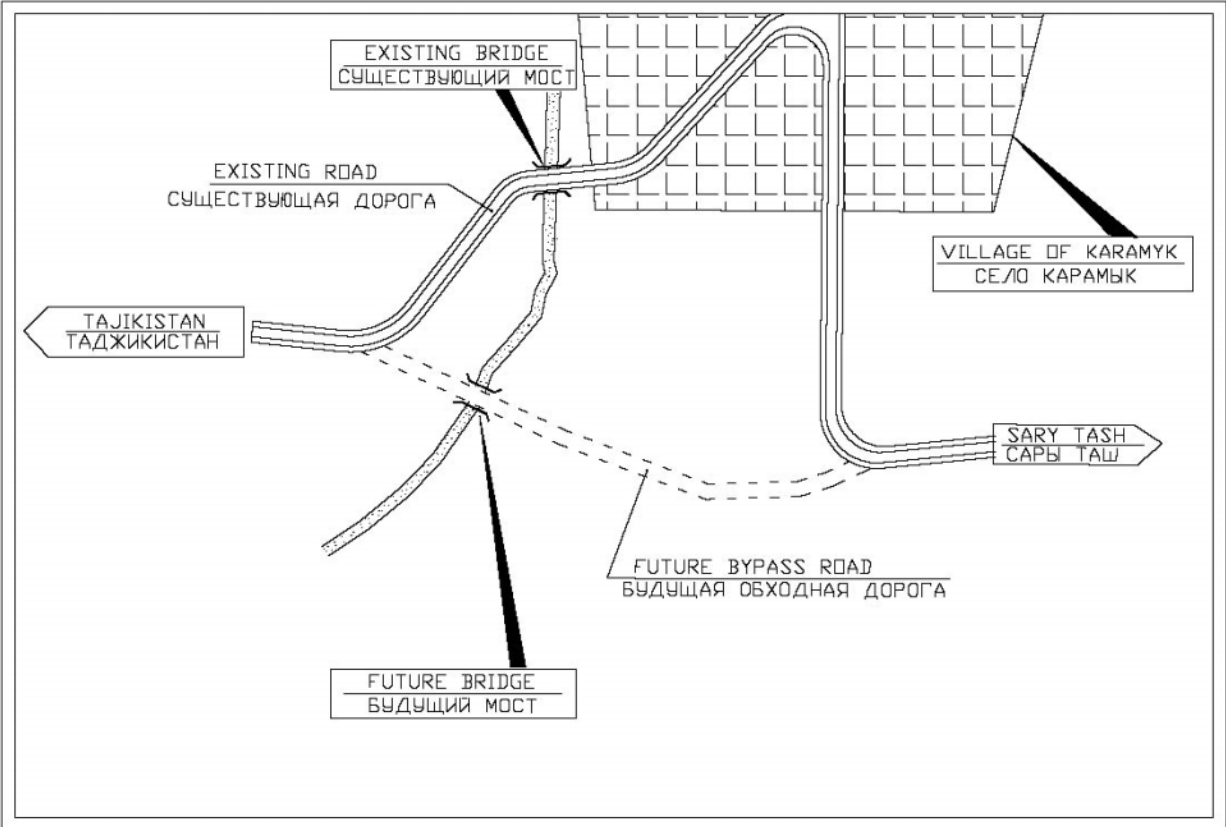 EXISTING BRIDGE
СУЩЕСТВУЮЩИЙ МОСТ
EXISTING ROAD
СУЩЕСТВУЮЩАЯ ДОРОГА
VILLAGE OF KARAMYK
СЕЛО КАРАМЫК
TAJIKISTAN
ТАДЖИКИСТАН
SARY TASH
САРЫ ТАШ
FUTURE BYPASS ROAD
БУДУЩАЯ ОБХОДНАЯ ДОРОГА
FUTURE BRIDGE
БУДУЩИЙ МОСТ